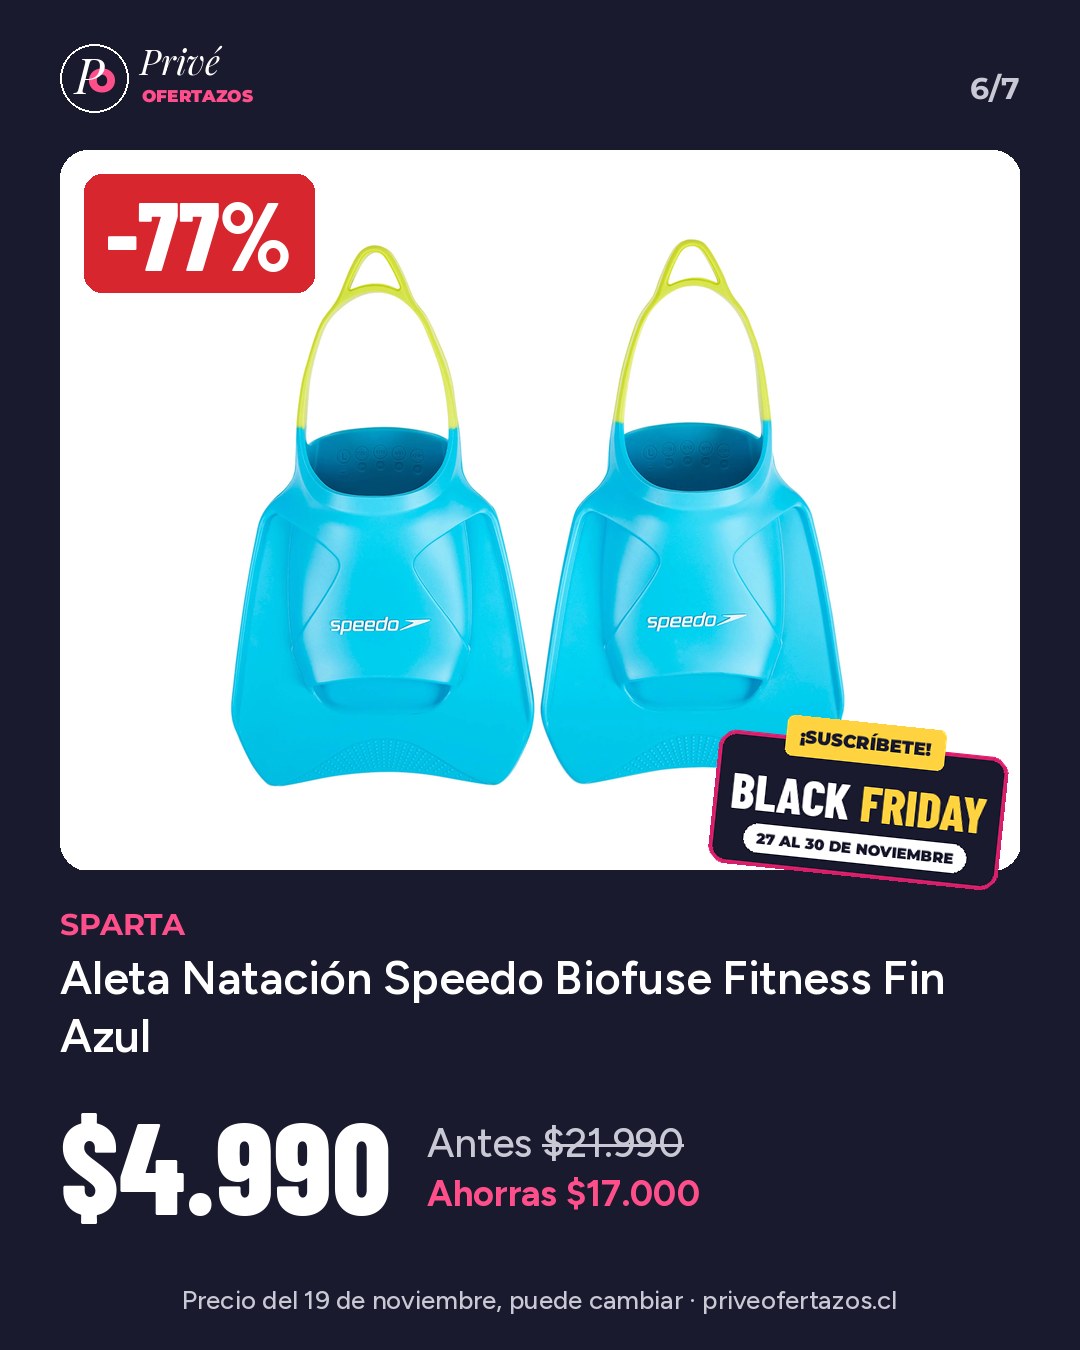 Privé
OFERTAZOS
6/7
-77%
speedo
speedo
¡SUSCRÍBETE!
BLACK FRIDAY
27 AL 30 DE NOVIEMBRE
SPARTA
Aleta Natación Speedo Biofuse Fitness Fin
Azul
$4.990
Antes $21.990
Ahorras $17.000
Precio del 19 de noviembre, puede cambiar · priveofertazos.cl